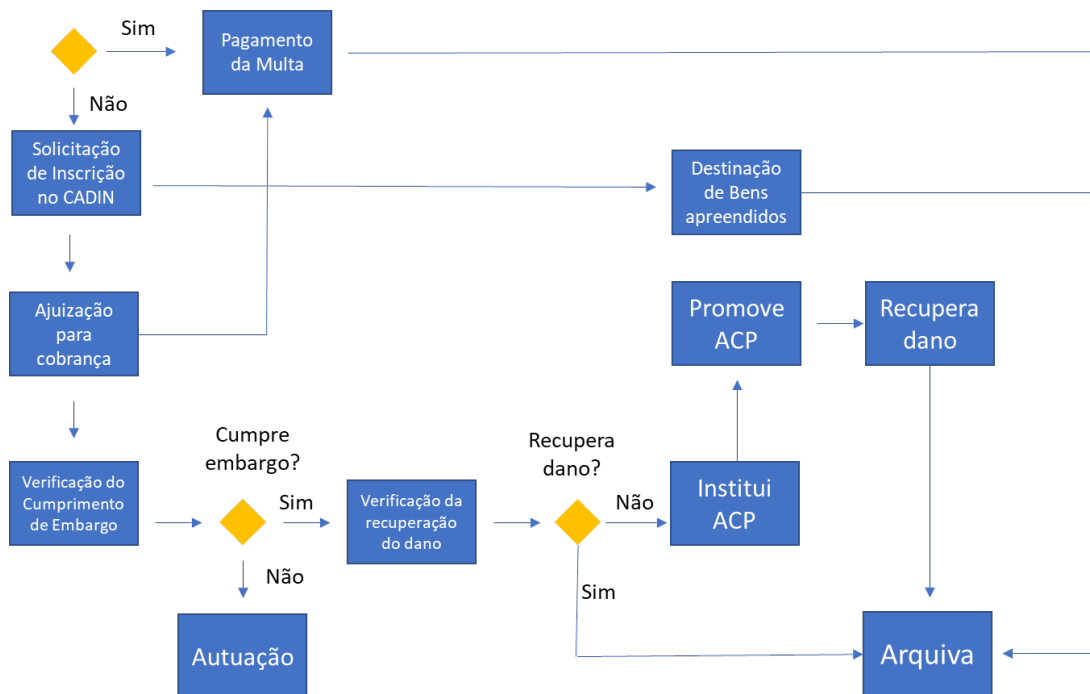 Sim
Pagamento
da Multa
Não
Solicitação
de Inscrição
no CADIN
Destinação
de Bens
apreendidos
Ajuização
para
cobrança
Promove
ACP
Recupera
dano
Cumpre
embargo?
Recupera
dano?
Verificação do
Cumprimento
de Embargo
Sim
Verificação da
recuperação
do dano
Não
Institui
ACP
Não
Sim
Autuação
Arquiva